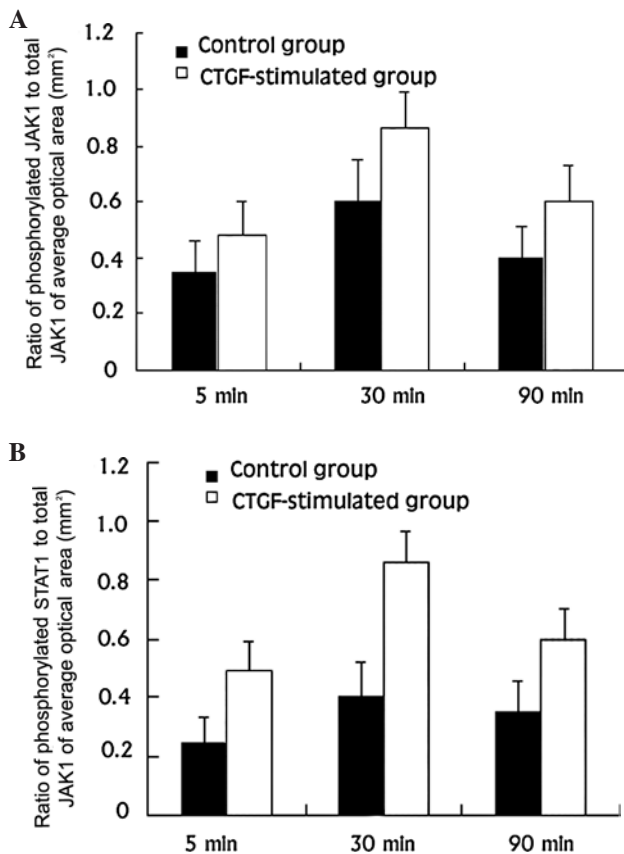 A
Ratio of phosphorylated JAK1 to total
JAK1 of average optical area (mm²)
1.2
1.0
0.8
0.6
0.4
0.2
0
Control group
CTGF-stimulated group
5 min
30 min
90 min
B
Ratio of phosphorylated STAT1 to total
JAK1 of average optical area (mm²)
1.2
1.0
0.8
0.6
0.4
0.2
0
Control group
CTGF-stimulated group
5 min
30 min
90 min